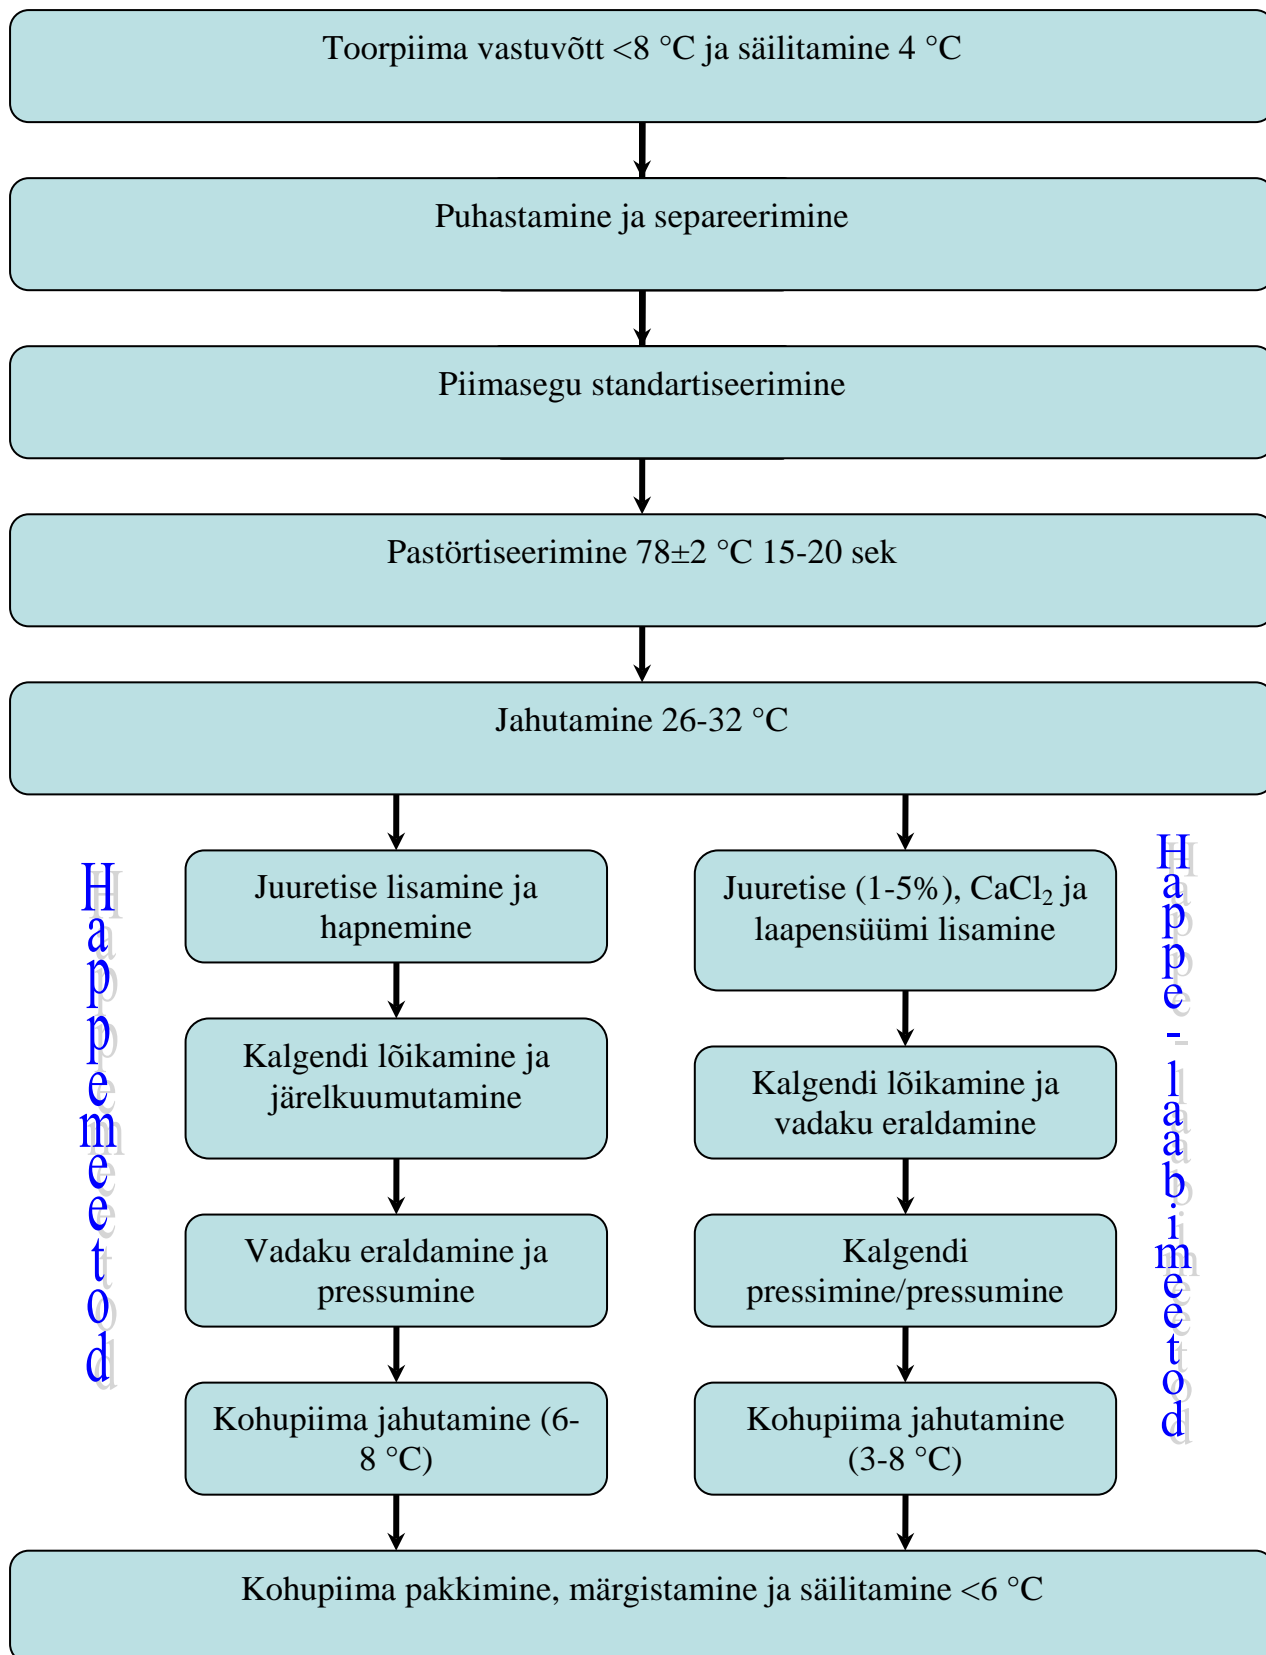 Toorpiima vastuvõtt <8 °C ja säilitamine 4 °C
Puhastamine ja separeerimine
Piimasegu standartiseerimine
Pastörtiseerimine 78±2 °C 15-20 sek
Jahutamine 26-32 °C
Happemeetod
Juuretise lisamine ja
hapnemine
Kalgendi lõikamine ja
järelkuumutamine
Vadaku eraldamine ja
pressumine
Kohupiima jahutamine (6-
8 °C)
Juuretise (1-5%), CaCl₂ ja
laapensüümi lisamine
Kalgendi lõikamine ja
vadaku eraldamine
Kalgendi
pressimine/pressumine
Kohupiima jahutamine
(3-8 °C)
Happe-laabimeetod
Kohupiima pakkimine, märgistamine ja säilitamine <6 °C